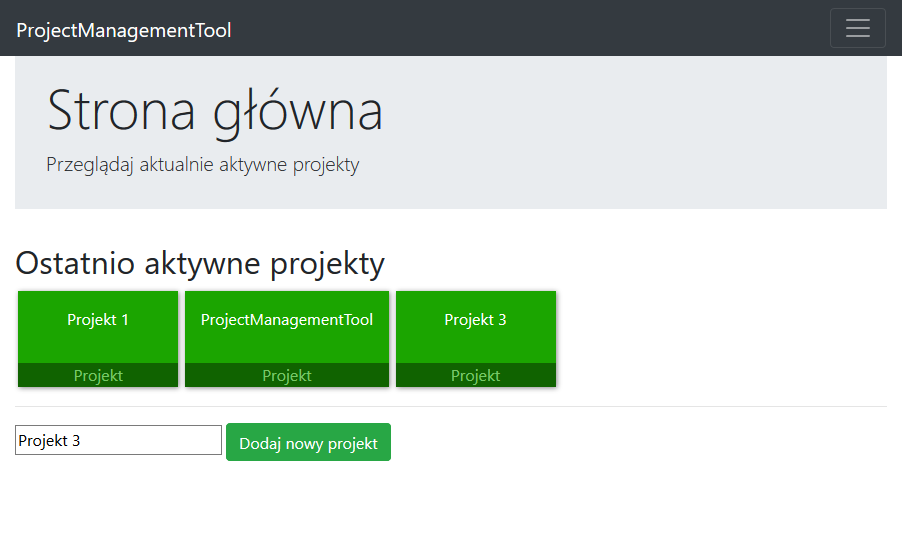 ProjectManagementTool
Strona główna
Przeglądaj aktualnie aktywne projekty
Ostatnio aktywne projekty
Projekt 1 ProjectManagementTool Projekt 3
Projekt Projekt Projekt
Projekt 3 Dodaj nowy projekt